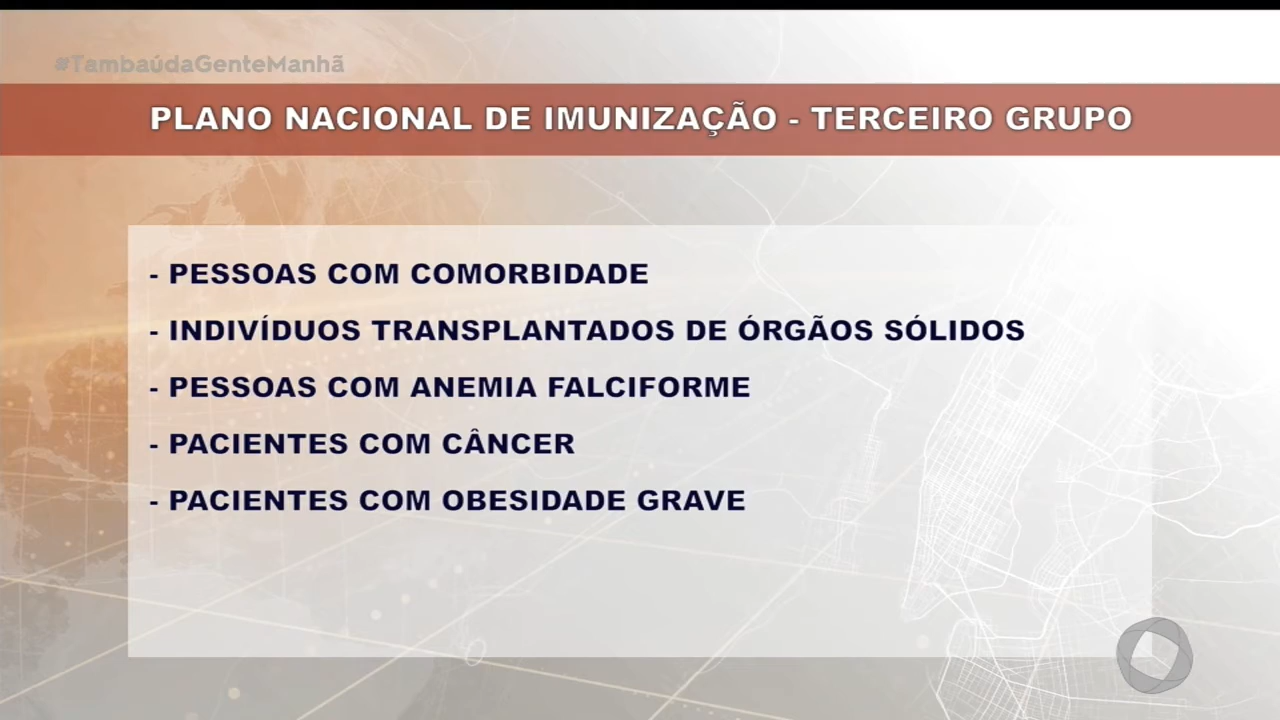 #TambaúdaGenteManhã
PLANO NACIONAL DE IMUNIZAÇÃO - TERCEIRO GRUPO
- PESSOAS COM COMORBIDADE
- INDIVÍDUOS TRANSPLANTADOS DE ÓRGÃOS SÓLIDOS
- PESSOAS COM ANEMIA FALCIFORME
- PACIENTES COM CÂNCER
- PACIENTES COM OBESIDADE GRAVE